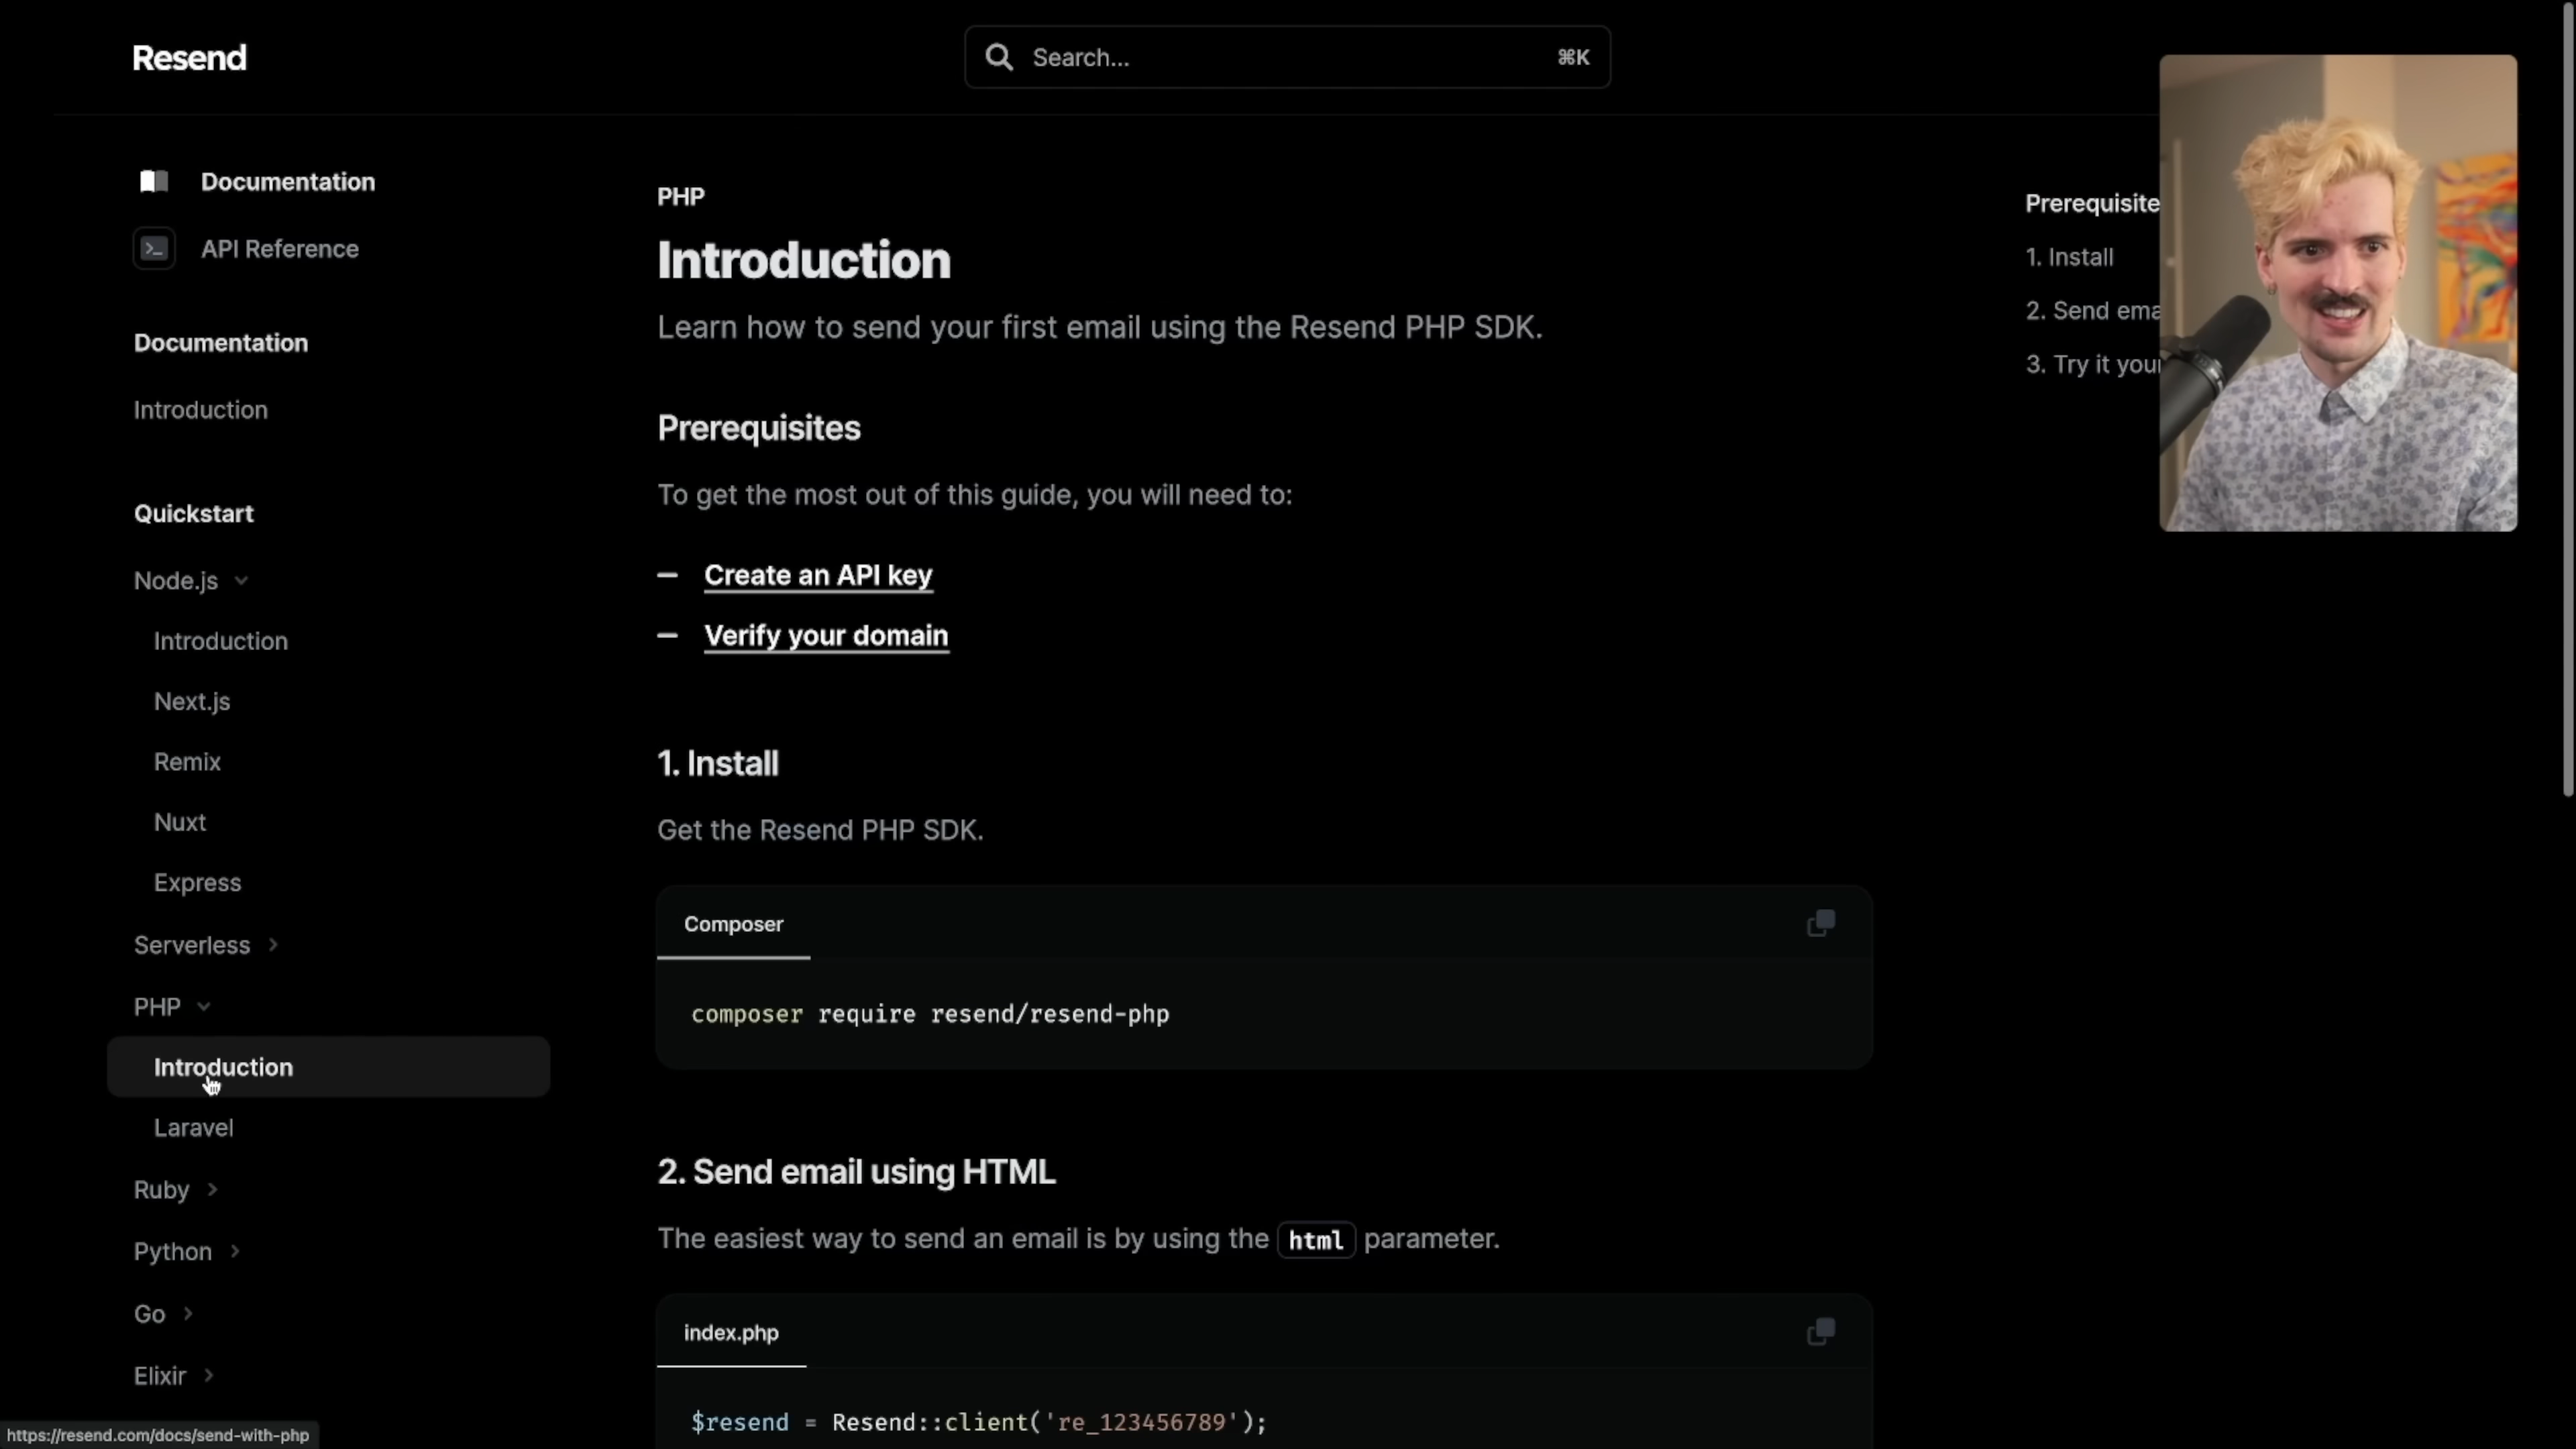 Resend
Search...
⌘K
Documentation
API Reference
Documentation
Introduction
Quickstart
Node.js
Introduction
Next.js
Remix
Nuxt
Express
Serverless
PHP
Introduction
Laravel
Ruby
Python
Go
Elixir
https://resend.com/docs/send-with-php
PHP
Introduction
Learn how to send your first email using the Resend PHP SDK.
Prerequisites
To get the most out of this guide, you will need to:
— Create an API key
— Verify your domain
1. Install
Get the Resend PHP SDK.
Composer
composer require resend/resend-php
2. Send email using HTML
The easiest way to send an email is by using the html parameter.
index.php
$resend = Resend::client('re_123456789');
Prerequisite
1. Install
2. Send ema
3. Try it you